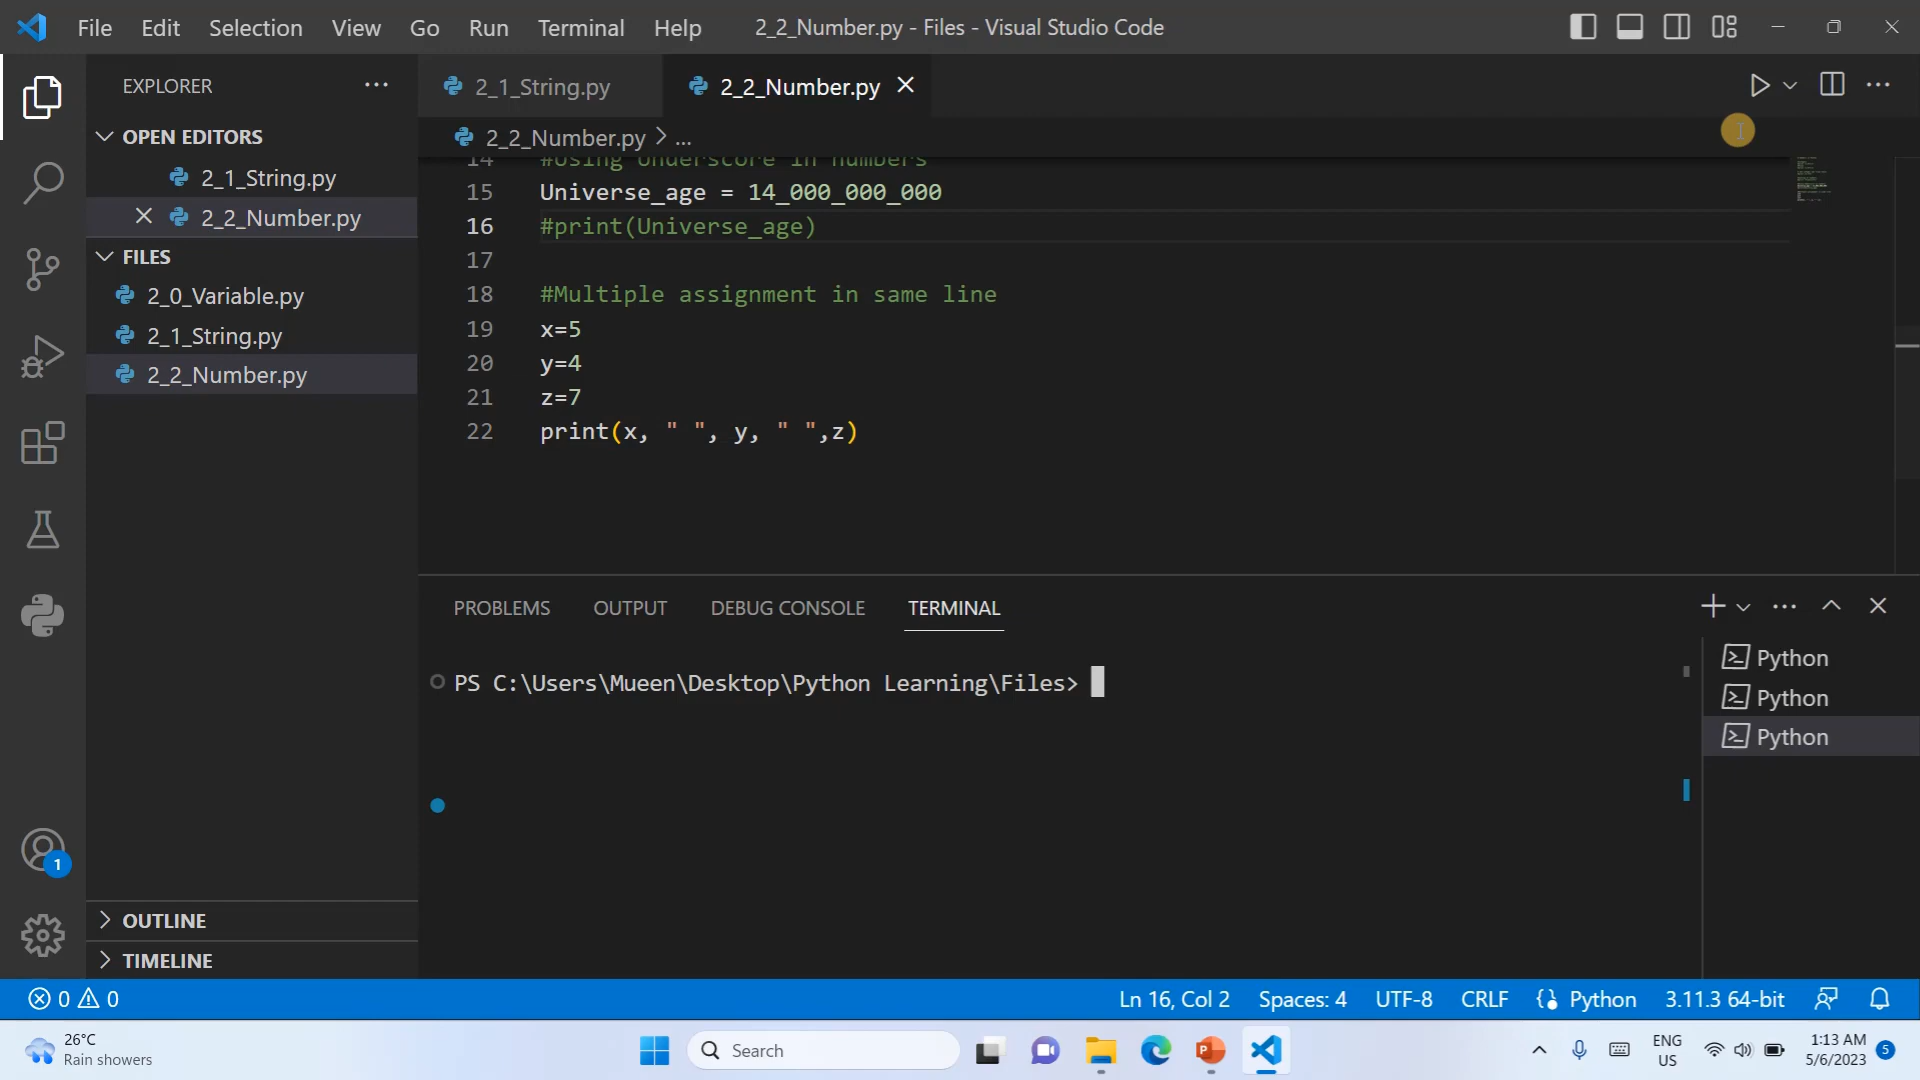 File Edit Selection View Go Run Terminal Help 2_2_Number.py - Files - Visual Studio Code
EXPLORER
OPEN EDITORS
2_1_String.py
2_2_Number.py
FILES
2_0_Variable.py
2_1_String.py
2_2_Number.py
OUTLINE
TIMELINE
2_1_String.py 2_2_Number.py
2_2_Number.py > ...
14 #Using Underscore in numbers
15 Universe_age = 14_000_000_000
16 #print(Universe_age)
17
18 #Multiple assignment in same line
19 x=5
20 y=4
21 z=7
22 print(x, " ", y, " ",z)
PROBLEMS OUTPUT DEBUG CONSOLE TERMINAL
PS C:\Users\Mueen\Desktop\Python Learning\Files>
Python
Python
Python
1
0 0 Ln 16, Col 2 Spaces: 4 UTF-8 CRLF Python 3.11.3 64-bit
26°C
Rain showers
Search
ENG
US
1:13 AM
5/6/2023
5